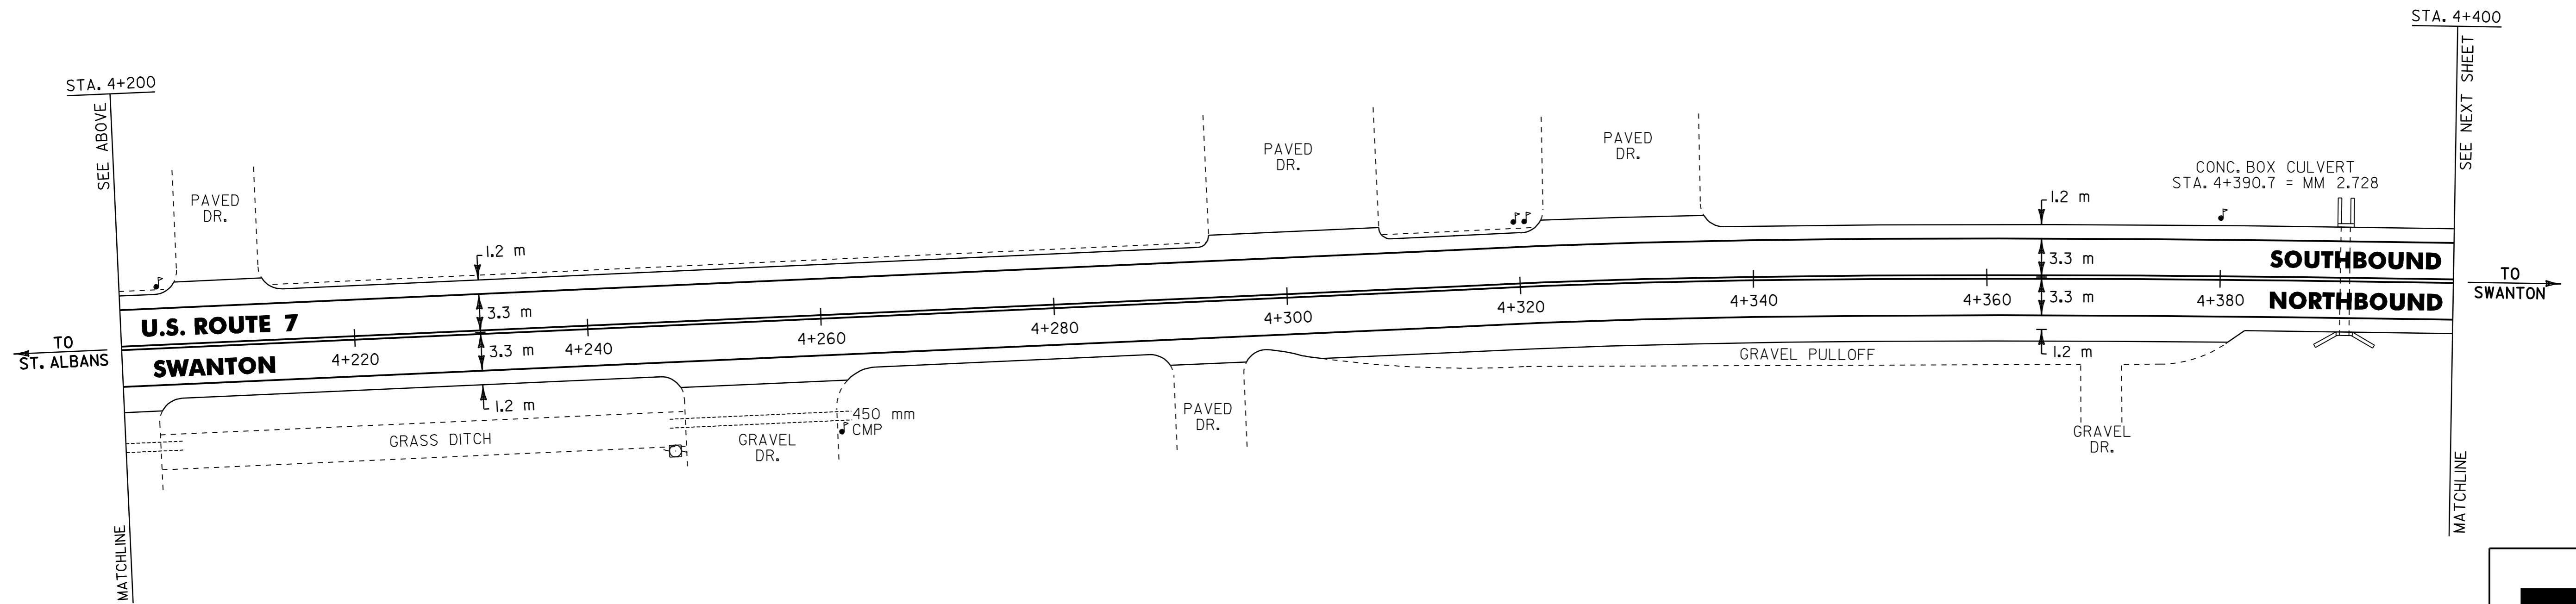 STA. 4+200
STA. 4+400
SEE ABOVE
SEE NEXT SHEET
PAVED
DR.
PAVED
DR.
PAVED
DR.
CONC. BOX CULVERT
STA. 4+390.7 = MM 2.728
1.2 m
1.2 m
3.3 m
3.3 m
SOUTHBOUND
TO
SWANTON
U.S. ROUTE 7
3.3 m
3.3 m
NORTHBOUND
TO
ST. ALBANS
SWANTON
4+220
4+240
4+260
4+280
4+300
4+320
4+340
4+360
4+380
1.2 m
1.2 m
GRAVEL PULLOFF
GRASS DITCH
GRAVEL
DR.
450 mm
CMP
PAVED
DR.
GRAVEL
DR.
MATCHLINE
MATCHLINE